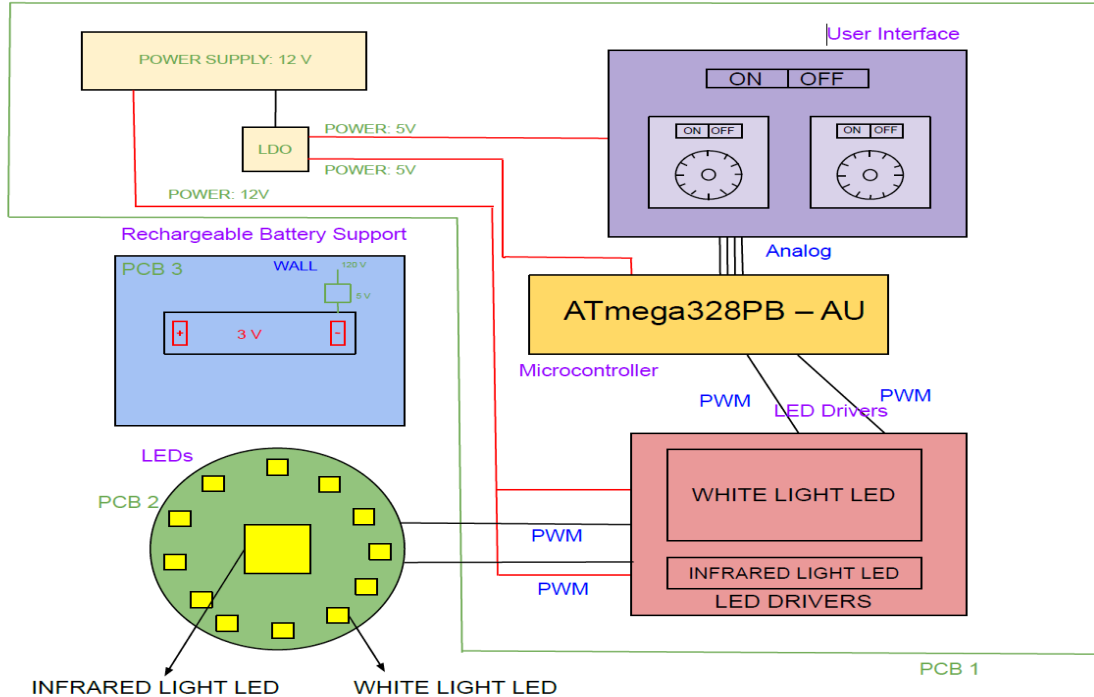 User Interface
POWER SUPPLY: 12 V
ON OFF
POWER: 5V
ON OFF
ON OFF
LDO
POWER: 5V
POWER: 12V
Rechargeable Battery Support
Analog
PCB 3
WALL
120 V
5 V
+ 3 V -
ATmega328PB – AU
Microcontroller
PWM
PWM
LED Drivers
LEDs
PCB 2
WHITE LIGHT LED
PWM
INFRARED LIGHT LED
PWM
LED DRIVERS
PCB 1
INFRARED LIGHT LED
WHITE LIGHT LED